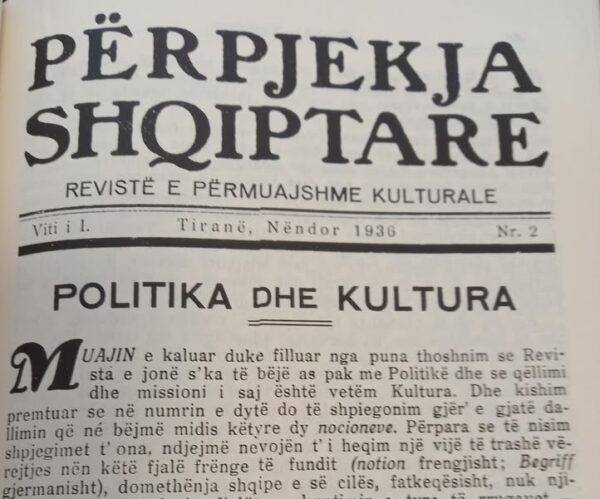 PËRPJEKJA
SHQIPTARE
REVISTË E PËRMUAJSHME KULTURALE
Viti i I. Tiranë, Nëndor 1936 Nr. 2
POLITIKA DHE KULTURA
MUAJIN e kaluar duke filluar nga puna thoshnim se Revi-
sta e jonë s'ka të bëjë as pak me Politikë dhe se qëllimi
dhe missioni i saj është vetëm Kultura. Dhe kishim
premtuar se në numrin e dytë do të shpiegonim gjër' e gjatë da-
llimin që né bëjmë midis këtyre dy nocioneve. Përpara se të nisim
shpjegimet t'ona, ndjejmë nevojën t'i heqim një vijë të trashë vë-
rejtjes nën këtë fjalë frënge të fundit (notion frengjisht; Begriff
gjermanisht), domethënja shqipe e së cilës, fatkeqësisht, nuk nji-